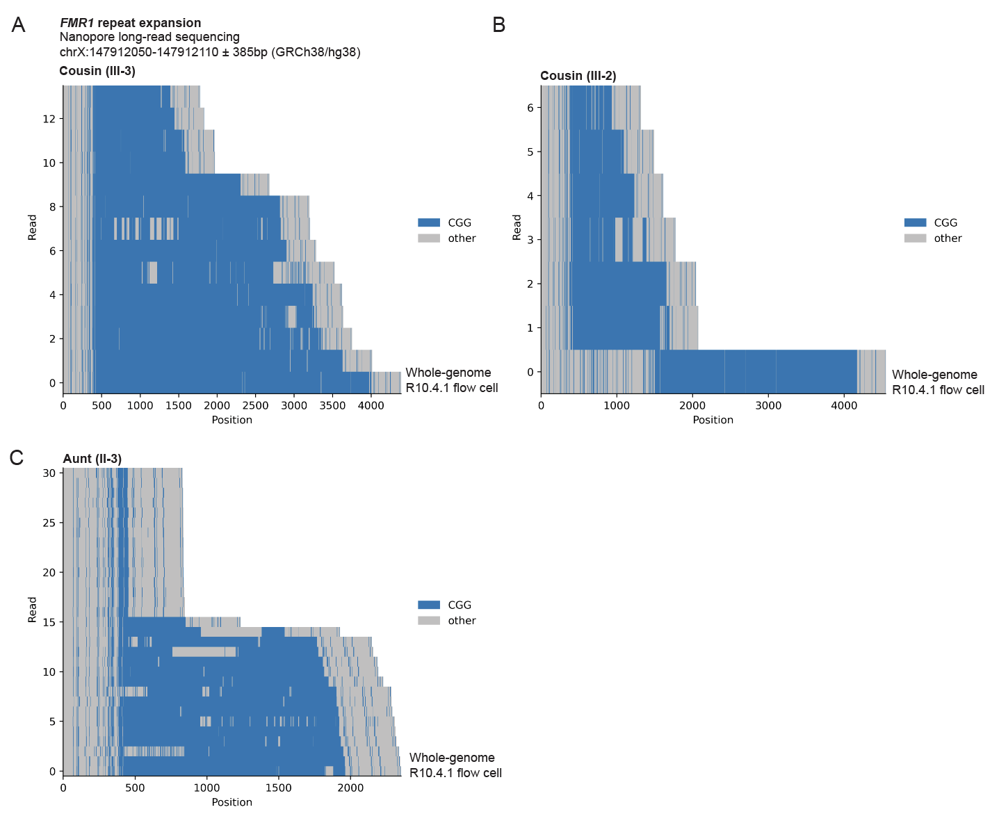 A
FMR1 repeat expansion
Nanopore long-read sequencing
chrX:147912050-147912110 ± 385bp (GRCh38/hg38)
Cousin (III-3)
12
10
8
6
4
2
0
Read
0 500 1000 1500 2000 2500 3000 3500 4000
Position
CGG
other
Whole-genome
R10.4.1 flow cell
B
Cousin (III-2)
6
5
4
3
2
1
0
Read
0 1000 2000 3000 4000
Position
CGG
other
Whole-genome
R10.4.1 flow cell
C
Aunt (II-3)
30
25
20
15
10
5
0
Read
0 500 1000 1500 2000
Position
CGG
other
Whole-genome
R10.4.1 flow cell